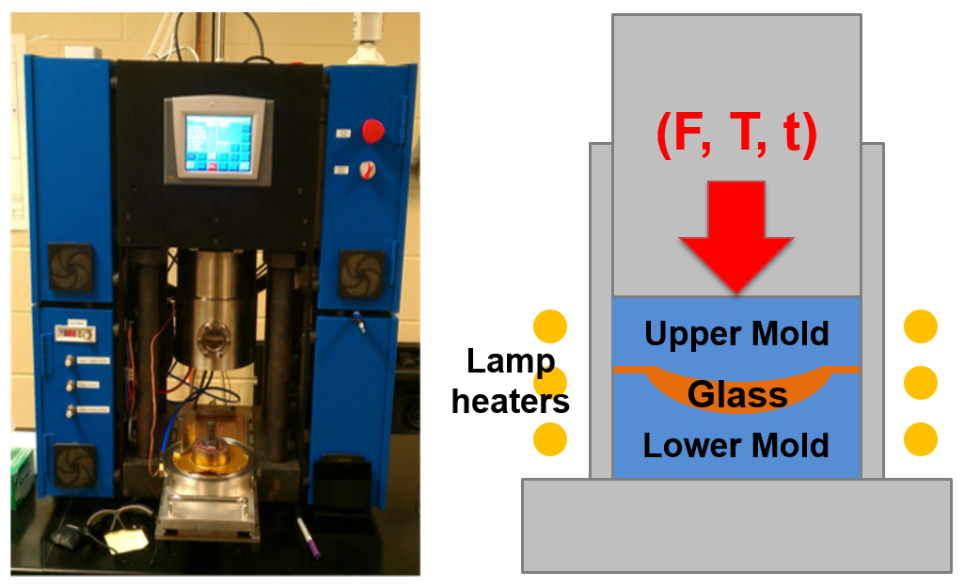 (F, T, t)
Upper Mold
Lamp
heaters
Glass
Lower Mold